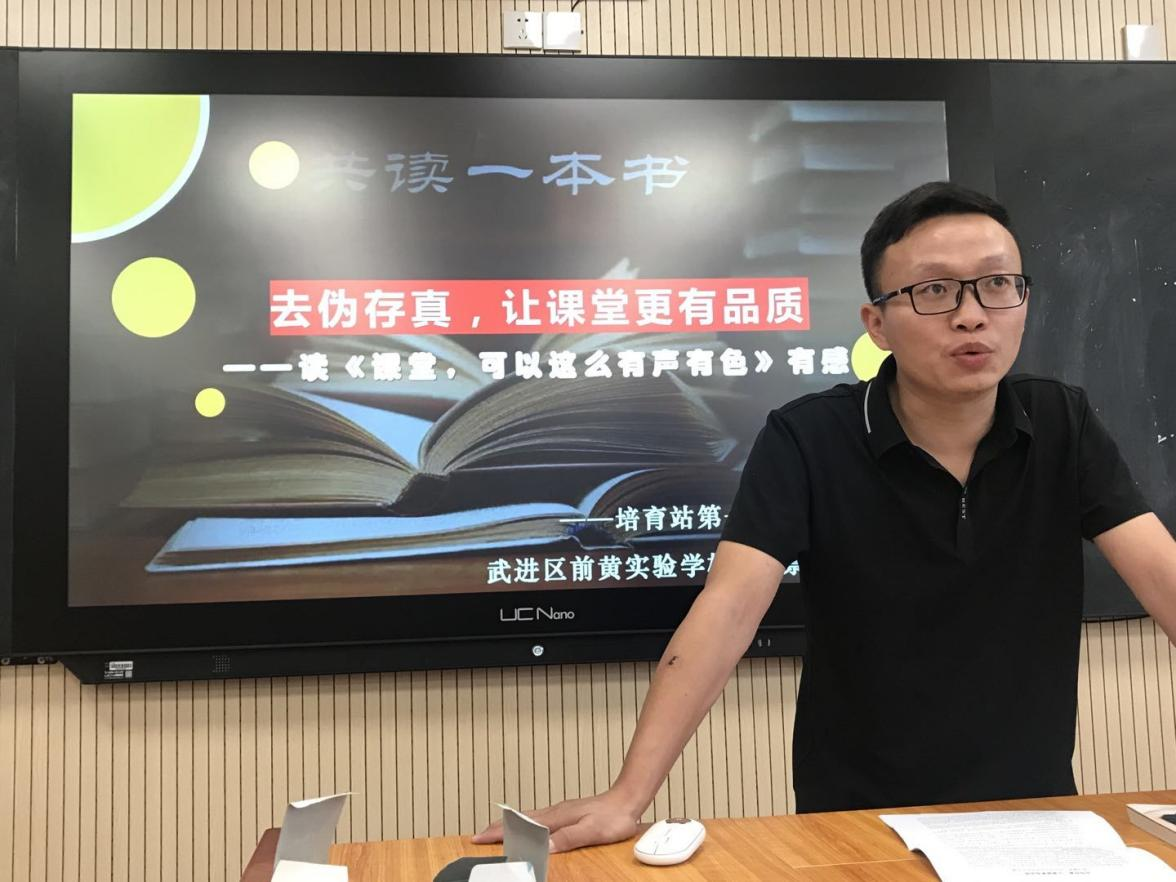 共读一本书
去伪存真，让课堂更有品质
——读《课堂，可以这么有声有色》有感
——培育站第
武进区前黄实验学校
UC Nano